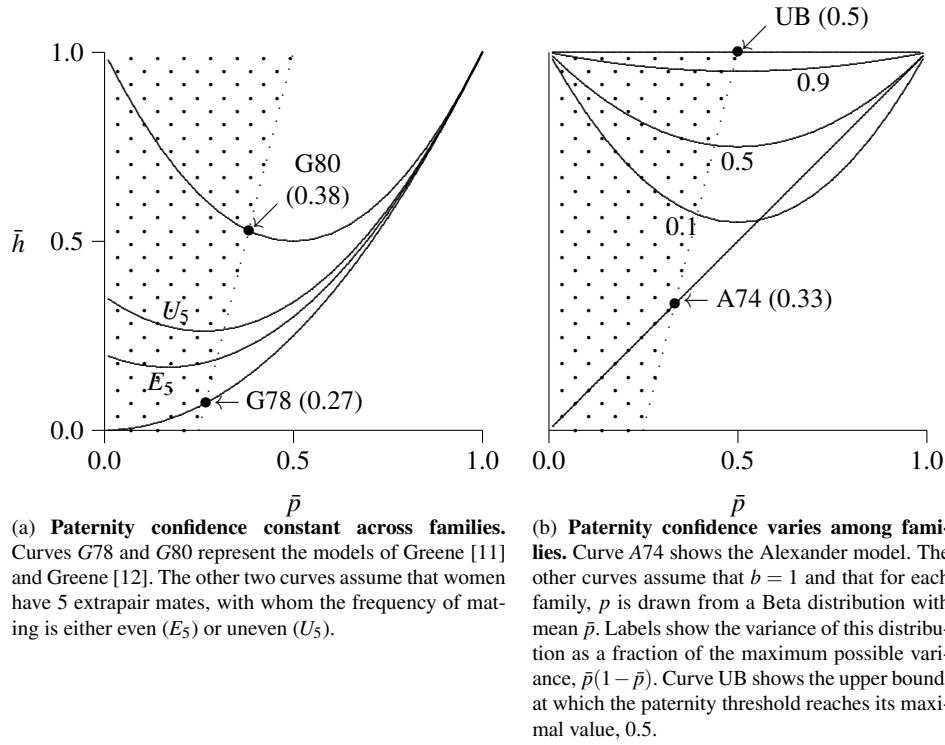 UB (0.5)
1.0
0.9
0.5
0.1
G80
(0.38)
h̄
0.5
U5
E5
A74 (0.33)
G78 (0.27)
0.0
0.0 0.5 1.0
0.0 0.5 1.0
p̄
p̄
(a) Paternity confidence constant across families.
Curves G78 and G80 represent the models of Greene [11]
and Greene [12]. The other two curves assume that women
have 5 extrapair mates, with whom the frequency of mat-
ing is either even (E5) or uneven (U5).
(b) Paternity confidence varies among fami-
lies. Curve A74 shows the Alexander model. The
other curves assume that b = 1 and that for each
family, p is drawn from a Beta distribution with
mean p̄. Labels show the variance of this distribu-
tion as a fraction of the maximum possible vari-
ance, p̄(1−p̄). Curve UB shows the upper bound,
at which the paternity threshold reaches its maxi-
mal value, 0.5.